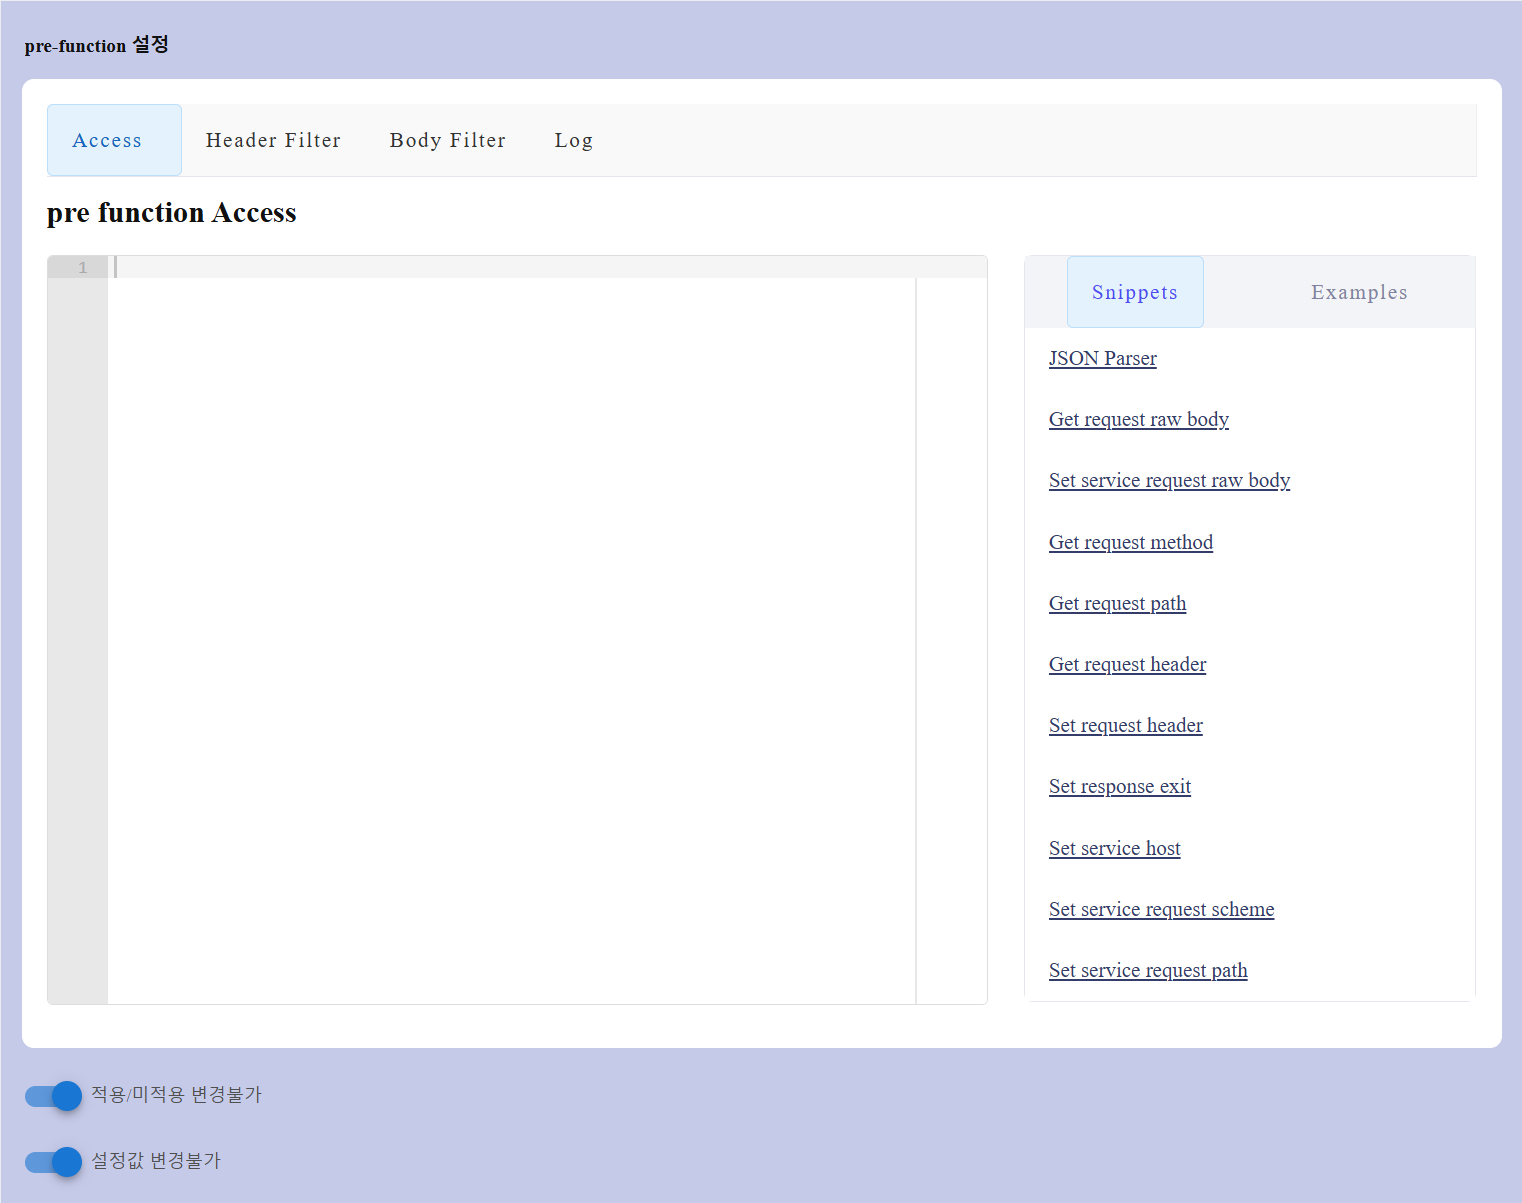 pre-function 설정
Access Header Filter Body Filter Log
pre function Access
1
Snippets Examples
JSON Parser
Get request raw body
Set service request raw body
Get request method
Get request path
Get request header
Set request header
Set response exit
Set service host
Set service request scheme
Set service request path
적용/미적용 변경불가
설정값 변경불가